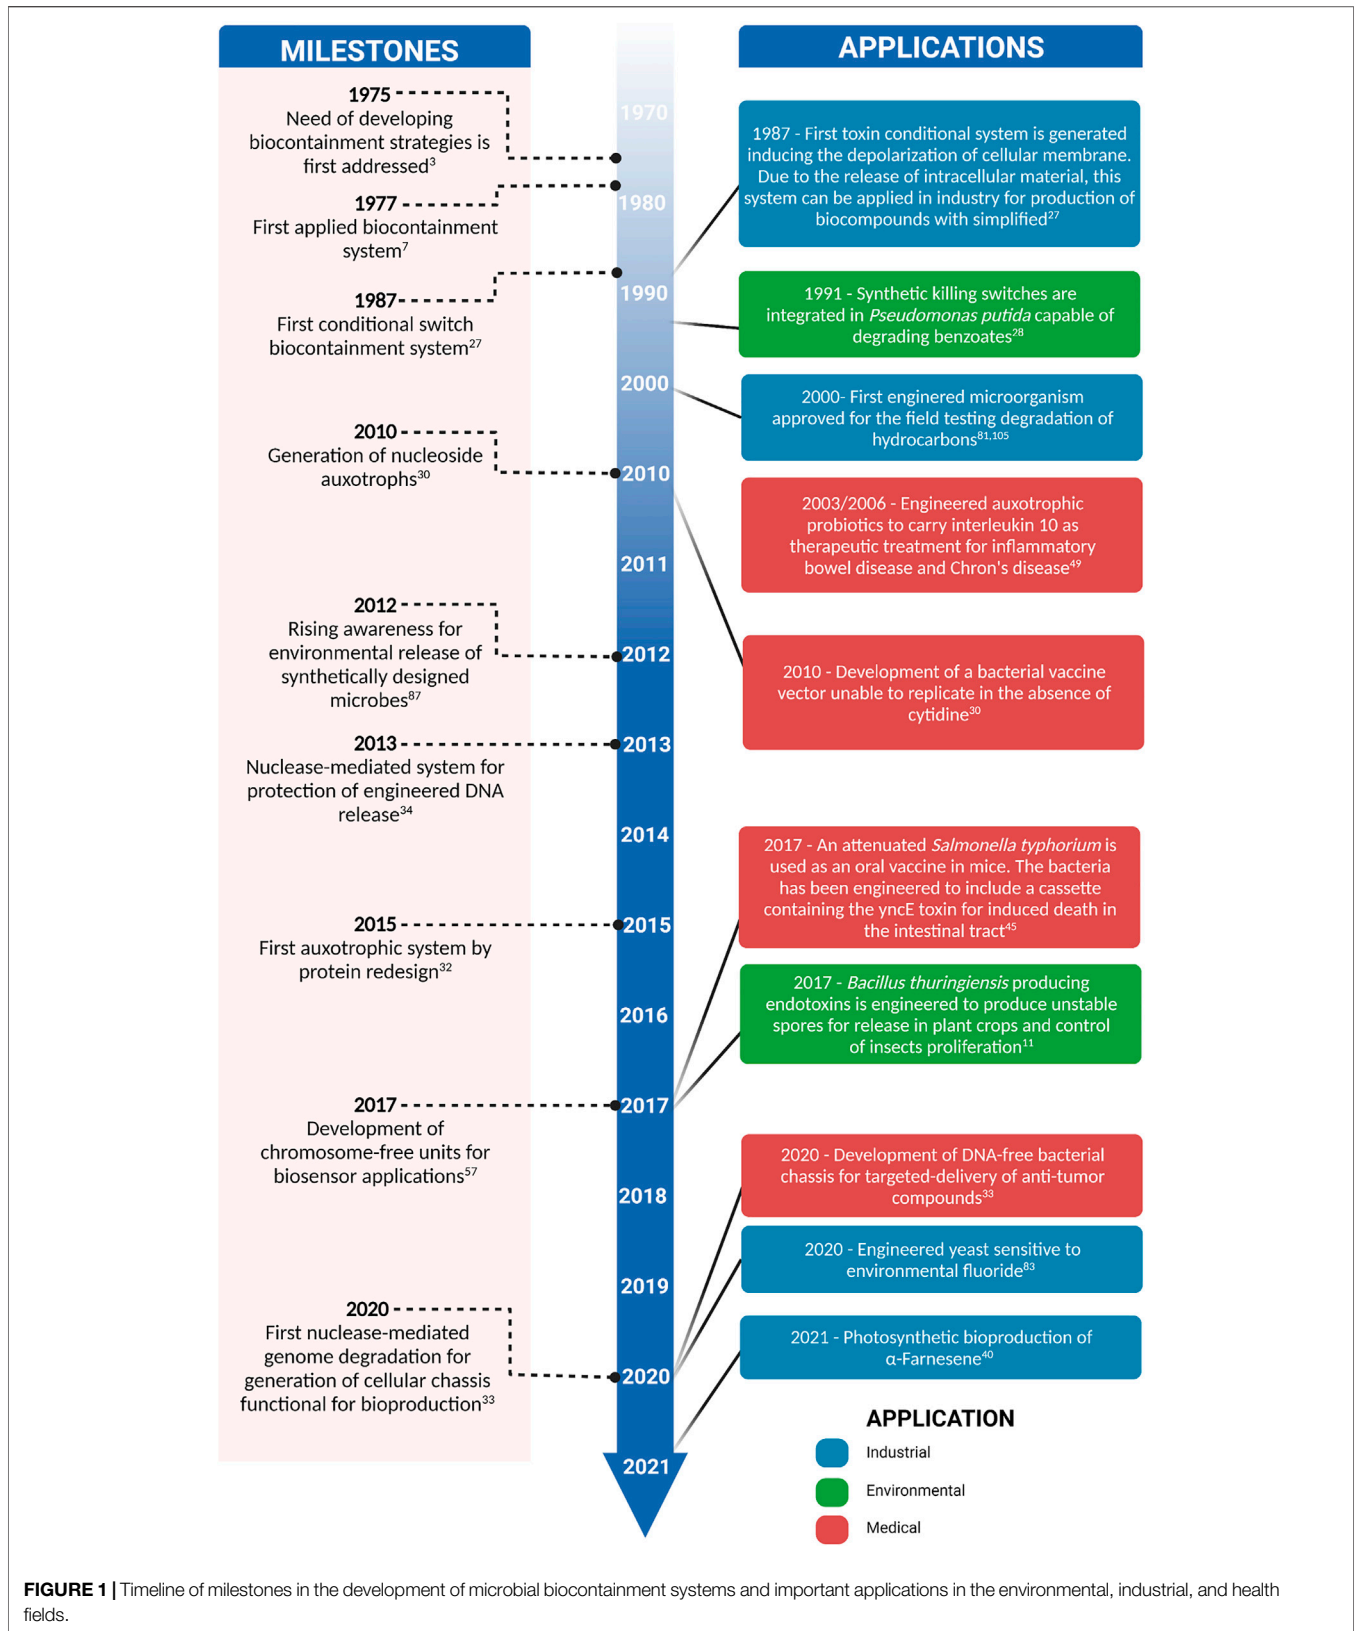 MILESTONES
1975
Need of developing
biocontainment strategies is
first addressed3
1977
First applied biocontainment
system7
1987
First conditional switch
biocontainment system27
2010
Generation of nucleoside
auxotrophs30
2012
Rising awareness for
environmental release of
synthetically designed
microbes87
2013
Nuclease-mediated system for
protection of engineered DNA
release34
2015
First auxotrophic system by
protein redesign32
2017
Development of
chromosome-free units for
biosensor applications57
2020
First nuclease-mediated
genome degradation for
generation of cellular chassis
functional for bioproduction33
1970
1980
1990
2000
2010
2011
2012
2013
2014
2015
2016
2017
2018
2019
2020
2021
APPLICATIONS
1987 - First toxin conditional system is generated
inducing the depolarization of cellular membrane.
Due to the release of intracellular material, this
system can be applied in industry for production of
biocompounds with simplified27
1991 - Synthetic killing switches are
integrated in Pseudomonas putida capable of
degrading benzoates28
2000- First enginered microorganism
approved for the field testing degradation of
hydrocarbons81,105
2003/2006 - Engineered auxotrophic
probiotics to carry interleukin 10 as
therapeutic treatment for inflammatory
bowel disease and Chron's disease49
2010 - Development of a bacterial vaccine
vector unable to replicate in the absence of
cytidine30
2017 - An attenuated Salmonella typhorium is
used as an oral vaccine in mice. The bacteria
has been engineered to include a cassette
containing the yncE toxin for induced death in
the intestinal tract45
2017 - Bacillus thuringiensis producing
endotoxins is engineered to produce unstable
spores for release in plant crops and control
of insects proliferation11
2020 - Development of DNA-free bacterial
chassis for targeted-delivery of anti-tumor
compounds33
2020 - Engineered yeast sensitive to
environmental fluoride83
2021 - Photosynthetic bioproduction of
α-Farnesene40
APPLICATION
Industrial
Environmental
Medical
FIGURE 1 | Timeline of milestones in the development of microbial biocontainment systems and important applications in the environmental, industrial, and health
fields.